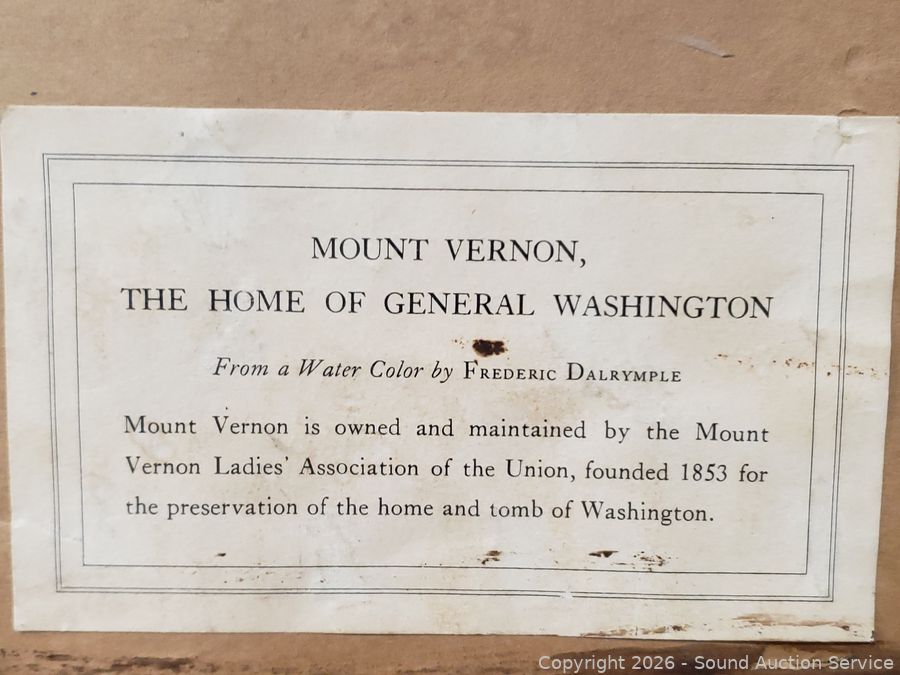 MOUNT VERNON,
THE HOME OF GENERAL WASHINGTON
From a Water Color by FREDERIC DALRYMPLE
Mount Vernon is owned and maintained by the Mount
Vernon Ladies' Association of the Union, founded 1853 for
the preservation of the home and tomb of Washington.
Copyright 2026 - Sound Auction Service